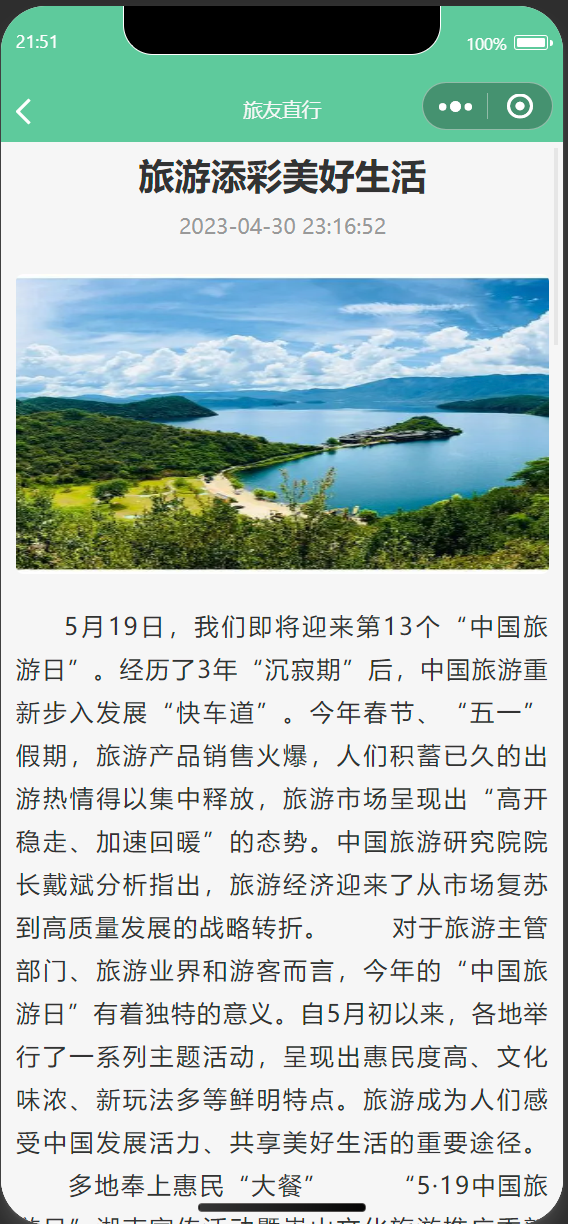 21:51
100%
旅友直行
旅游添彩美好生活
2023-04-30 23:16:52
5月19日，我们即将迎来第13个“中国旅
游日”。经历了3年“沉寂期”后，中国旅游重
新步入发展“快车道”。今年春节、“五一”
假期，旅游产品销售火爆，人们积蓄已久的出
游热情得以集中释放，旅游市场呈现出“高开
稳走、加速回暖”的态势。中国旅游研究院院
长戴斌分析指出，旅游经济迎来了从市场复苏
到高质量发展的战略转折。 对于旅游主管
部门、旅游业界和游客而言，今年的“中国旅
游日”有着独特的意义。自5月初以来，各地举
行了一系列主题活动，呈现出惠民度高、文化
味浓、新玩法多等鲜明特点。旅游成为人们感
受中国发展活力、共享美好生活的重要途径。
多地奉上惠民“大餐” “5·19中国旅